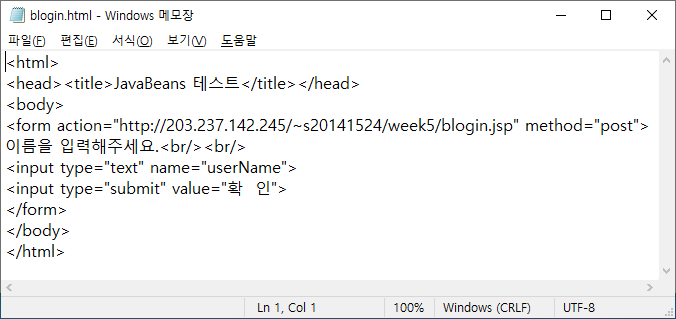 blogin.html - Windows 메모장
파일(F) 편집(E) 서식(O) 보기(V) 도움말
<html>
<head><title>JavaBeans 테스트</title></head>
<body>
<form action="http://203.237.142.245/~s20141524/week5/blogin.jsp" method="post">
이름을 입력해주세요.<br/><br/>
<input type="text" name="userName">
<input type="submit" value="확  인">
</form>
</body>
</html>
Ln 1, Col 1 100% Windows (CRLF) UTF-8